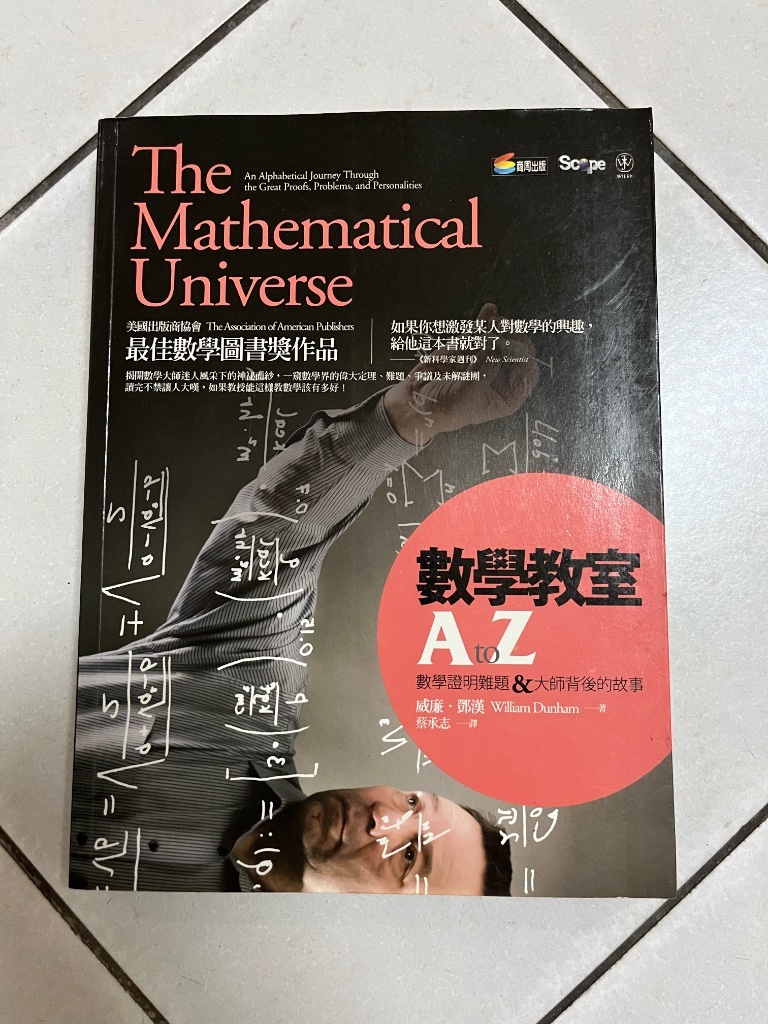 The
Mathematical
Universe
An Alphabetical Journey Through
the Great Proofs, Problems, and Personalities
商周出版
Scope
WILEY
美國出版商協會 The Association of American Publishers
最佳數學圖書獎作品
揭開數學大師迷人風采下的神祕面紗，一窺數學界的偉大定理、難題、爭議及未解謎團，
讀完不禁讓人大嘆，如果教授能這樣教數學該有多好！
如果你想激發某人對數學的興趣，
給他這本書就對了。
——《新科學家週刊》 New Scientist
數學教室
A to Z
數學證明難題&大師背後的故事
威廉・鄧漢 William Dunham ——著
蔡承志 ——譯